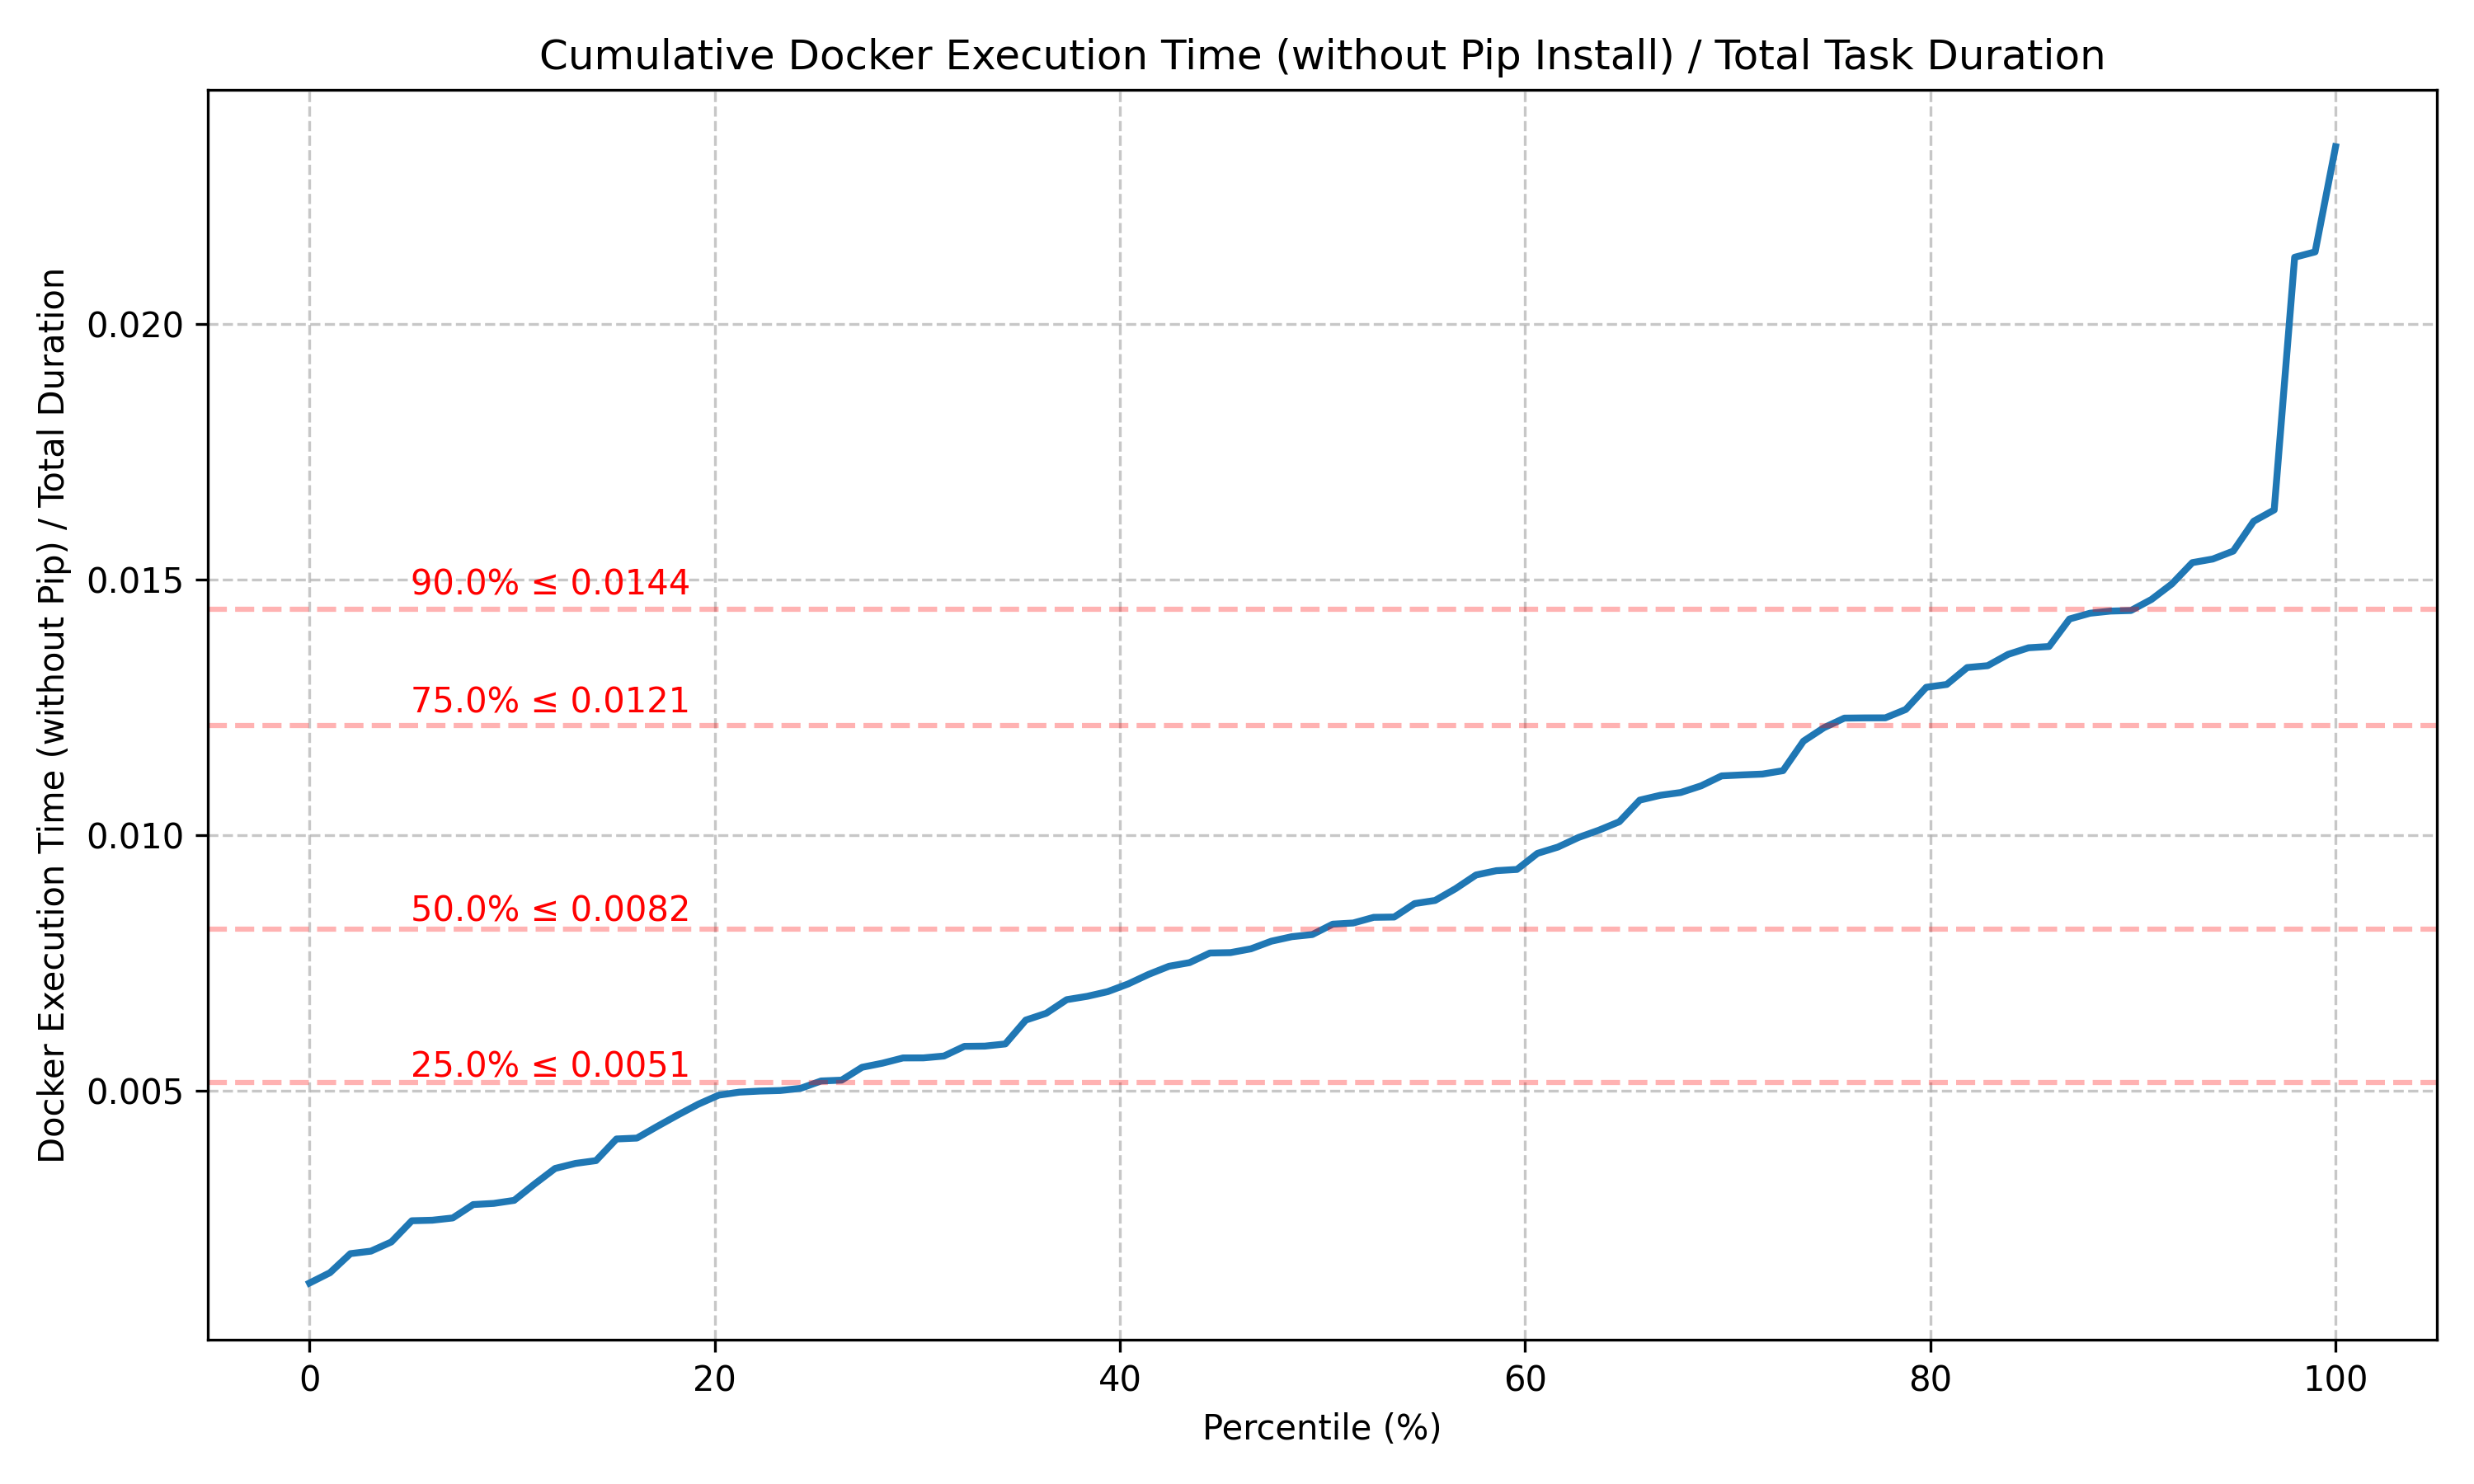 Cumulative Docker Execution Time (without Pip Install) / Total Task Duration
Docker Execution Time (without Pip) / Total Duration
0.020
0.015
0.010
0.005
90.0% ≤ 0.0144
75.0% ≤ 0.0121
50.0% ≤ 0.0082
25.0% ≤ 0.0051
0 20 40 60 80 100
Percentile (%)